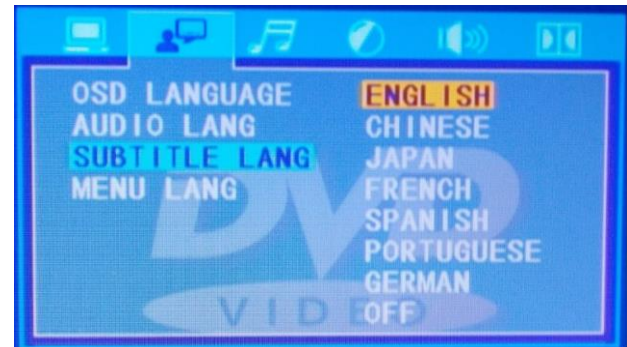 OSD LANGUAGE
AUDIO LANG
SUBTITLE LANG
MENU LANG
ENGLISH
CHINESE
JAPAN
FRENCH
SPANISH
PORTUGUESE
GERMAN
OFF
DVD
VIDEO